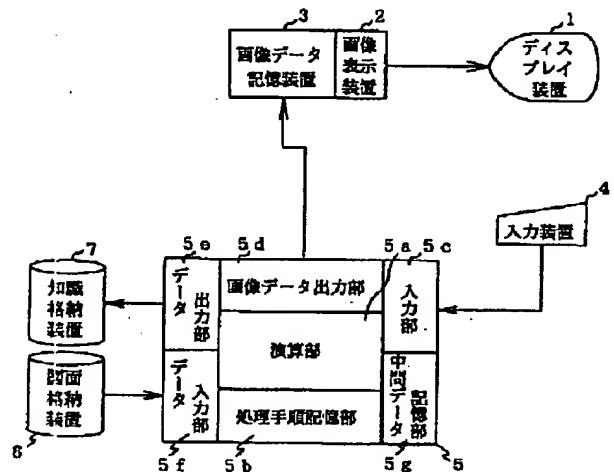 3
2
1
画像データ
記憶装置
画像
表示
装置
ディス
プレイ
装置
4
入力装置
7
5e
5d
5a
5c
知識
格納
装置
データ
出力部
画像データ出力部
入力部
演算部
図面
格納
装置
データ
入力部
処理手順記憶部
中間データ
記憶部
8
5f
5b
5g
5